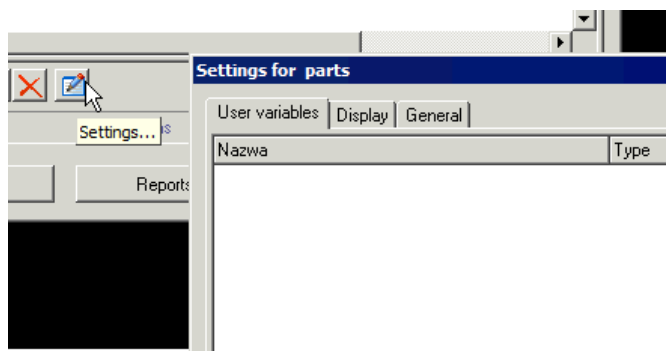 Settings for parts
User variables Display General
Settings...
Nazwa Type
Reports